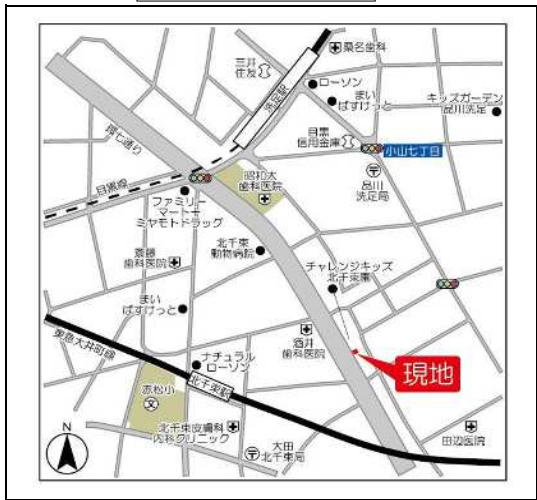 桑名歯科
三井
住友
洗足駅
ローソン
まい
ばすけっと
キッズガーデン
品川洗足
環七通り
目黒
信用金庫
小山七丁目
目黒線
昭和大
歯科医院
品川
洗足局
ファミリー
マート+
ミヤモトドラッグ
斎藤
歯科医院
北千束
動物病院
チャレンジキッズ
北千束東
まい
ばすけっと
酒井
歯科医院
現地
東急大井町線
ナチュラル
ローソン
北千束駅
赤松小
文
北千束皮膚科
内科クリニック
大田
北千束局
田辺医院
N